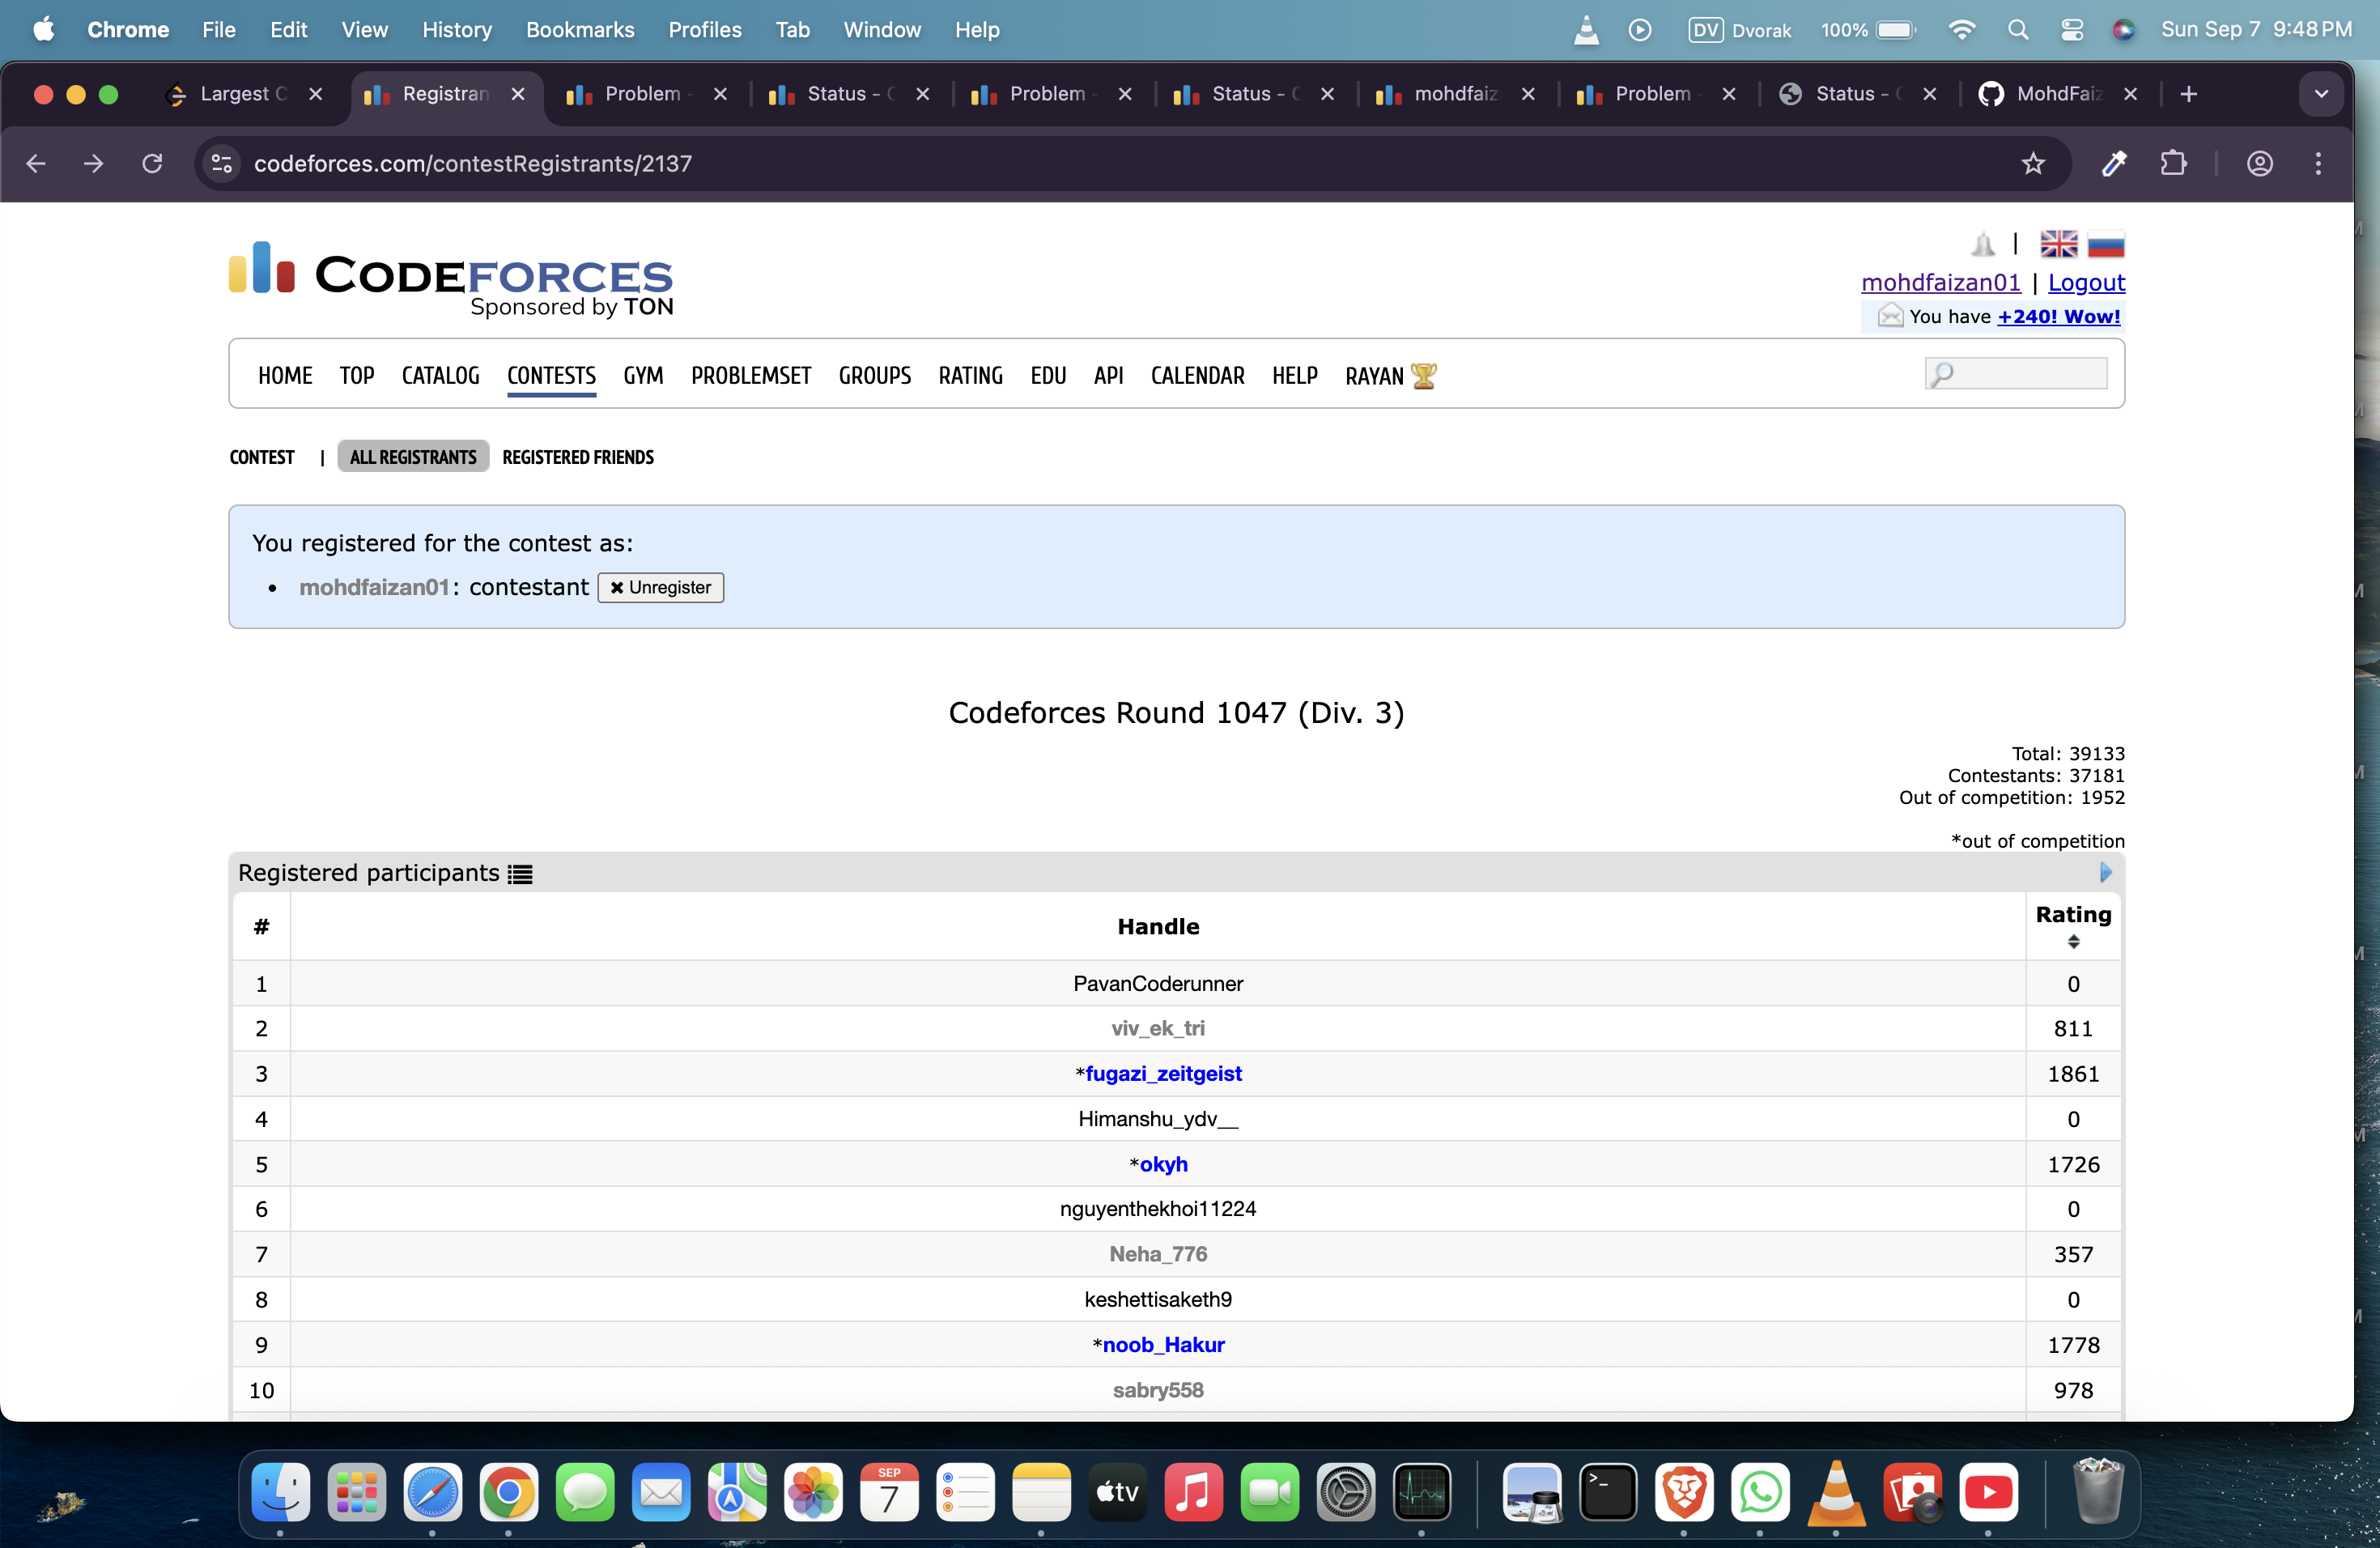 Chrome File Edit View History Bookmarks Profiles Tab Window Help DV Dvorak 100% Sun Sep 7 9:48 PM
Largest C Registran Problem - Status - C Problem - Status - C mohdfaiz Problem Status - C MohdFaiz
codeforces.com/contestRegistrants/2137
CODEFORCES
Sponsored by TON
mohdfaizan01 | Logout
You have +240! Wow!
HOME TOP CATALOG CONTESTS GYM PROBLEMSET GROUPS RATING EDU API CALENDAR HELP RAYAN
CONTEST | ALL REGISTRANTS REGISTERED FRIENDS
You registered for the contest as:
• mohdfaizan01: contestant Unregister
Codeforces Round 1047 (Div. 3)
Total: 39133
Contestants: 37181
Out of competition: 1952
*out of competition
Registered participants
# Handle Rating
1 PavanCoderunner 0
2 viv_ek_tri 811
3 *fugazi_zeitgeist 1861
4 Himanshu_ydv__ 0
5 *okyh 1726
6 nguyenthekhoi11224 0
7 Neha_776 357
8 keshettisaketh9 0
9 *noob_Hakur 1778
10 sabry558 978
SEP
7
tv